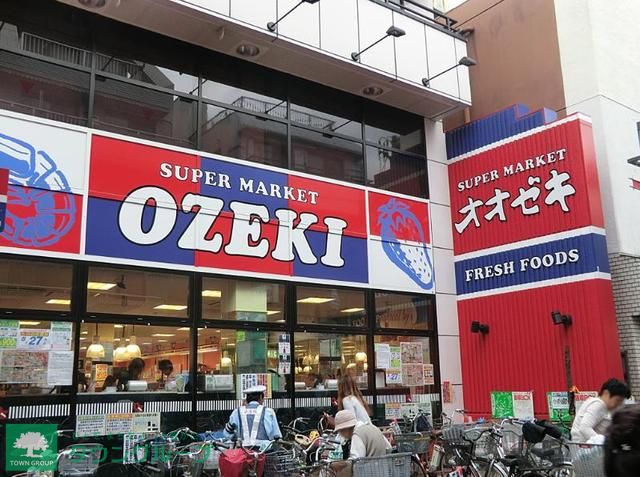 SUPER MARKET
OZEKI
SUPER MARKET
オオゼキ
FRESH FOODS
TOWN GROUP